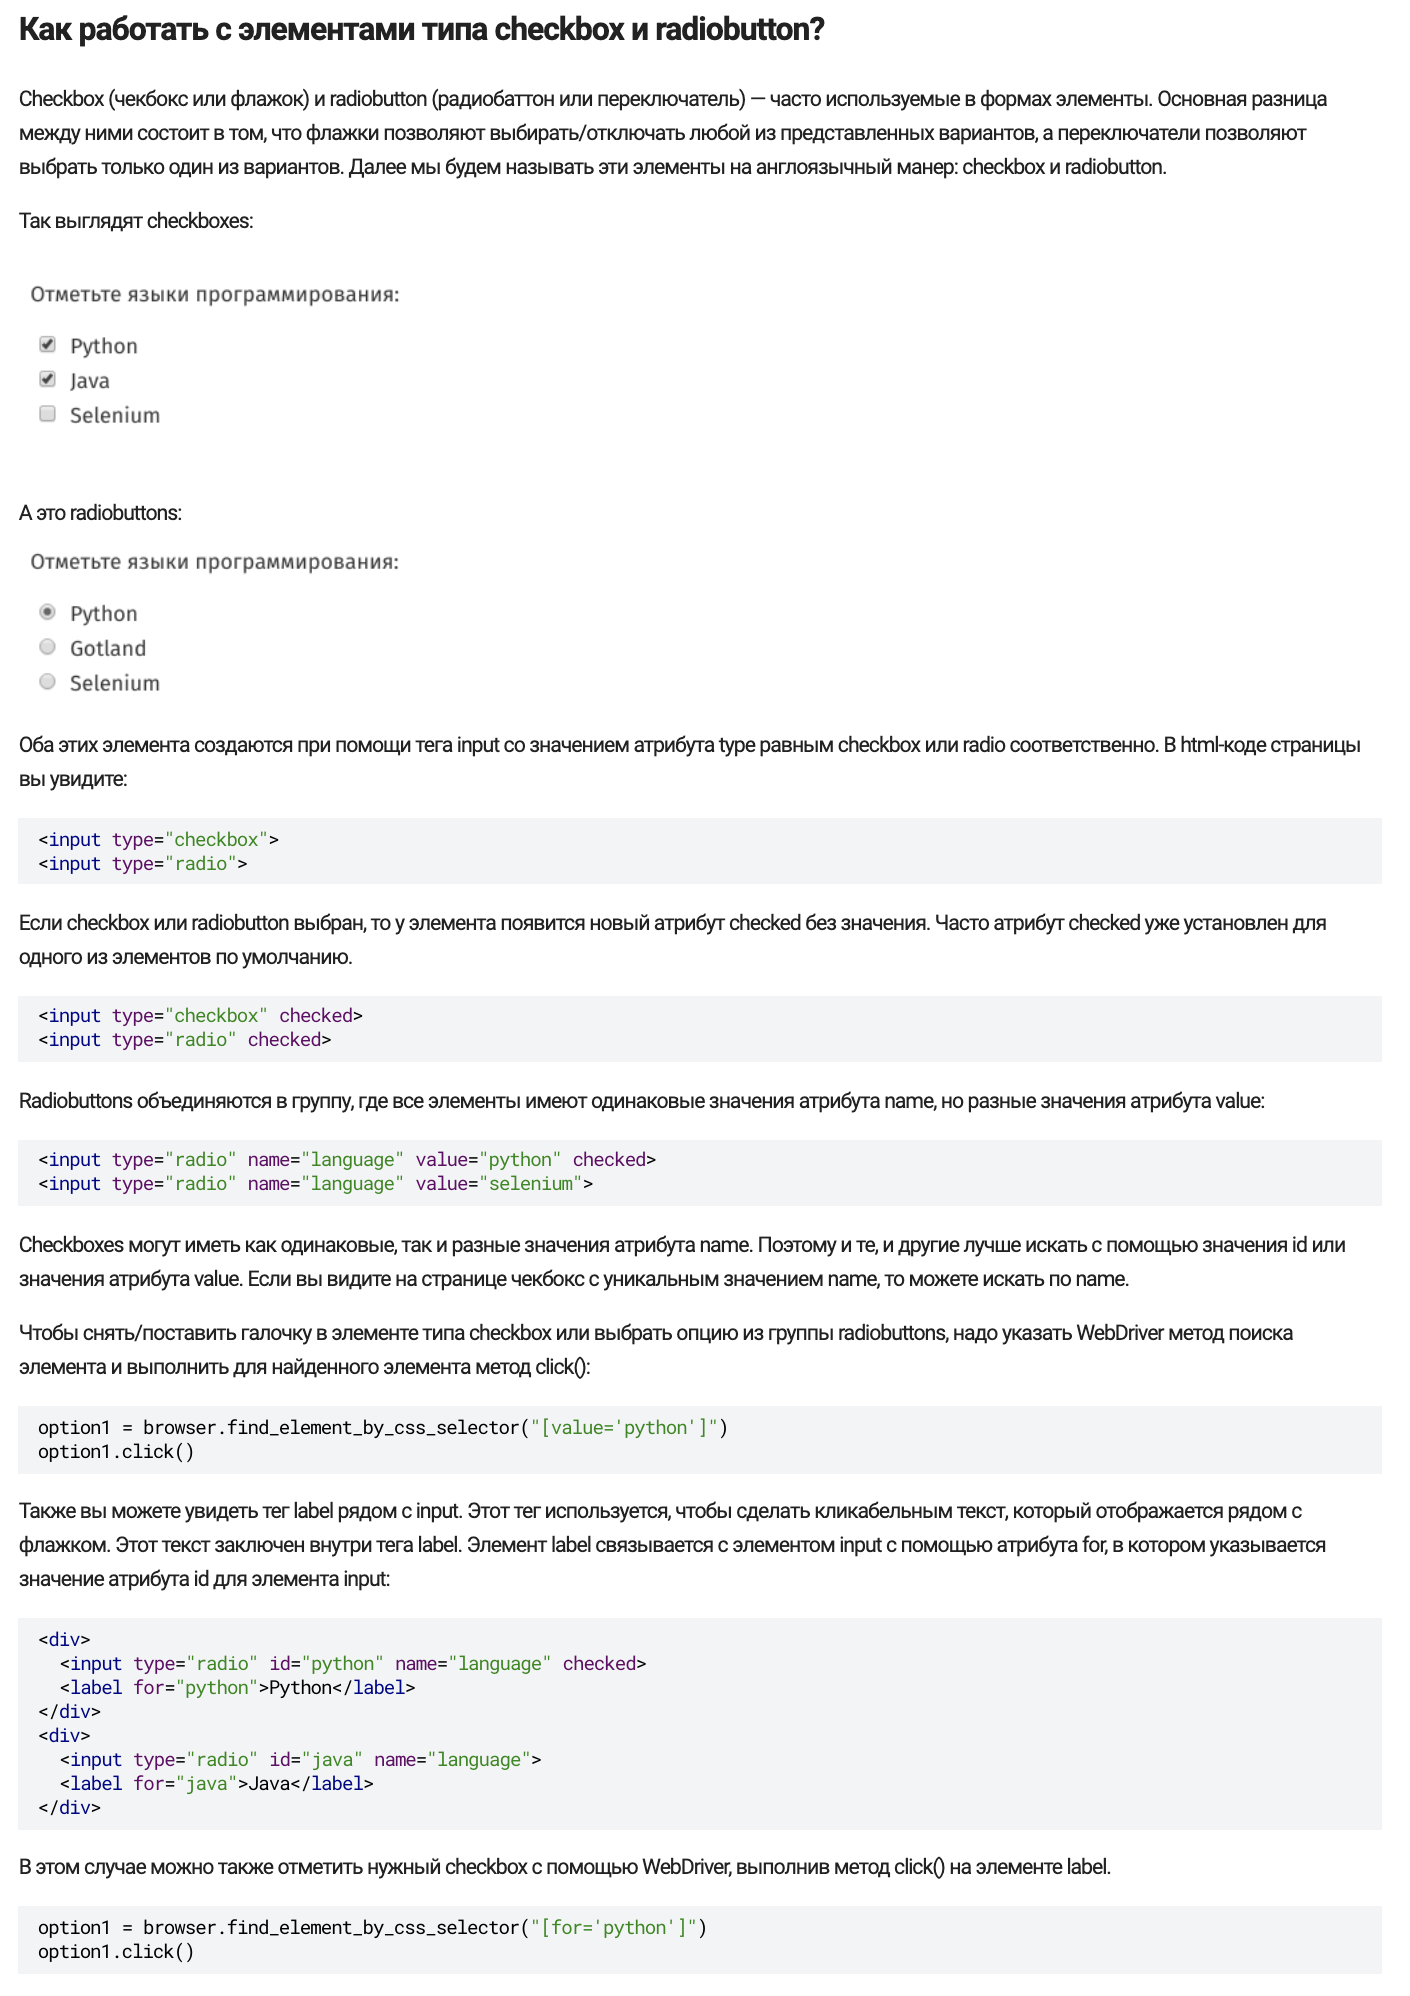 Как работать с элементами типа checkbox и radiobutton?
Checkbox (чекбокс или флажок) и radiobutton (радиобаттон или переключатель) — часто используемые в формах элементы. Основная разница
между ними состоит в том, что флажки позволяют выбирать/отключать любой из представленных вариантов, а переключатели позволяют
выбрать только один из вариантов. Далее мы будем называть эти элементы на англоязычный манер: checkbox и radiobutton.
Так выглядят checkboxes:
Отметьте языки программирования:
Python
Java
Selenium
А это radiobuttons:
Отметьте языки программирования:
Python
Gotland
Selenium
Оба этих элемента создаются при помощи тега input со значением атрибута type равным checkbox или radio соответственно. В html-коде страницы
вы увидите:
<input type="checkbox">
<input type="radio">
Если checkbox или radiobutton выбран, то у элемента появится новый атрибут checked без значения. Часто атрибут checked уже установлен для
одного из элементов по умолчанию.
<input type="checkbox" checked>
<input type="radio" checked>
Radiobuttons объединяются в группу, где все элементы имеют одинаковые значения атрибута name, но разные значения атрибута value:
<input type="radio" name="language" value="python" checked>
<input type="radio" name="language" value="selenium">
Checkboxes могут иметь как одинаковые, так и разные значения атрибута name. Поэтому и те, и другие лучше искать с помощью значения id или
значения атрибута value. Если вы видите на странице чекбокс с уникальным значением name, то можете искать по name.
Чтобы снять/поставить галочку в элементе типа checkbox или выбрать опцию из группы radiobuttons, надо указать WebDriver метод поиска
элемента и выполнить для найденного элемента метод click():
option1 = browser.find_element_by_css_selector("[value='python']")
option1.click()
Также вы можете увидеть тег label рядом с input. Этот тег используется, чтобы сделать кликабельным текст, который отображается рядом с
флажком. Этот текст заключен внутри тега label. Элемент label связывается с элементом input с помощью атрибута for, в котором указывается
значение атрибута id для элемента input:
<div>
<input type="radio" id="python" name="language" checked>
<label for="python">Python</label>
</div>
<div>
<input type="radio" id="java" name="language">
<label for="java">Java</label>
</div>
В этом случае можно также отметить нужный checkbox с помощью WebDriver, выполнив метод click() на элементе label.
option1 = browser.find_element_by_css_selector("[for='python']")
option1.click()